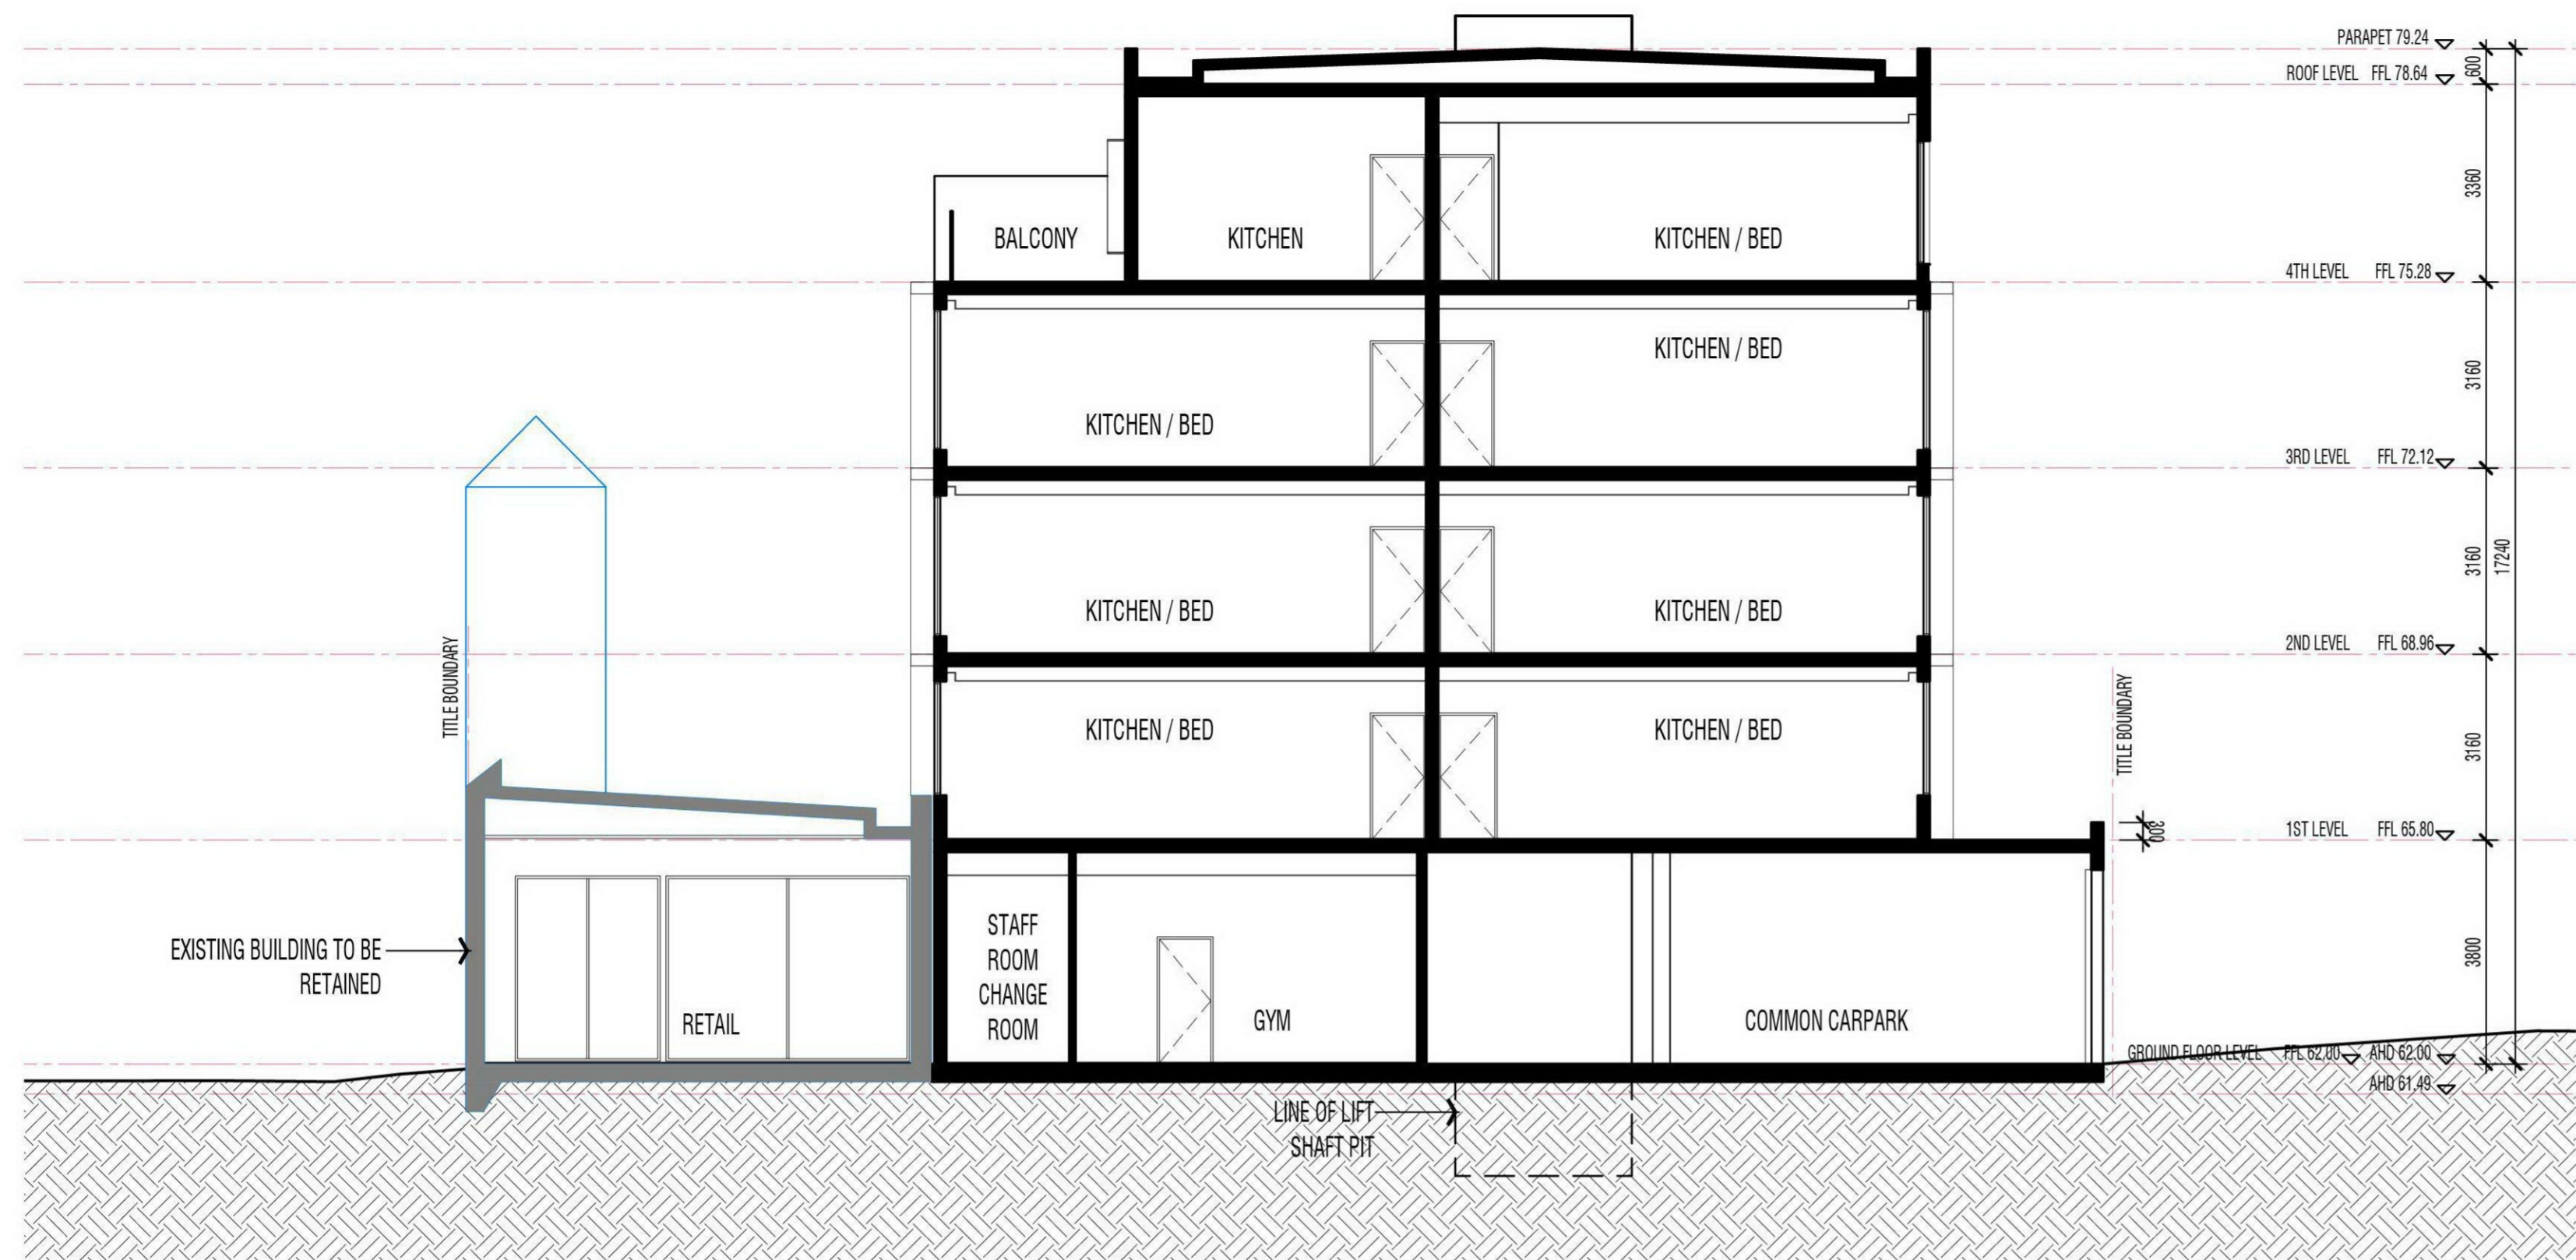 PARAPET 79.24
600
ROOF LEVEL FFL 78.64
3360
BALCONY
KITCHEN
KITCHEN / BED
4TH LEVEL FFL 75.28
KITCHEN / BED
3160
KITCHEN / BED
3RD LEVEL FFL 72.12
3160
17240
KITCHEN / BED
KITCHEN / BED
2ND LEVEL FFL 68.96
TITLE BOUNDARY
TITLE BOUNDARY
KITCHEN / BED
KITCHEN / BED
3160
300
1ST LEVEL FFL 65.80
EXISTING BUILDING TO BE
RETAINED
RETAIL
STAFF
ROOM
CHANGE
ROOM
GYM
COMMON CARPARK
3800
GROUND FLOOR LEVEL FFL 62.00 AHD 62.00
AHD 61.49
LINE OF LIFT
SHAFT PIT